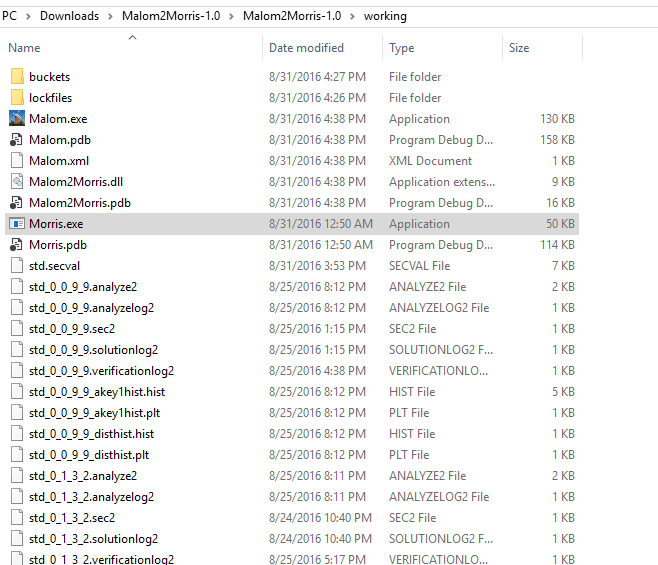 PC > Downloads > Malom2Morris-1.0 > Malom2Morris-1.0 > working
Name Date modified Type Size
buckets 8/31/2016 4:27 PM File folder
lockfiles 8/31/2016 4:26 PM File folder
Malom.exe 8/31/2016 4:38 PM Application 130 KB
Malom.pdb 8/31/2016 4:38 PM Program Debug D... 158 KB
Malom.xml 8/31/2016 4:38 PM XML Document 1 KB
Malom2Morris.dll 8/31/2016 4:38 PM Application extens... 9 KB
Malom2Morris.pdb 8/31/2016 4:38 PM Program Debug D... 16 KB
Morris.exe 8/31/2016 12:50 AM Application 50 KB
Morris.pdb 8/31/2016 12:50 AM Program Debug D... 114 KB
std.secval 8/31/2016 3:53 PM SECVAL File 7 KB
std_0_0_9_9.analyze2 8/25/2016 8:12 PM ANALYZE2 File 2 KB
std_0_0_9_9.analyzelog2 8/25/2016 8:12 PM ANALYZELOG2 File 1 KB
std_0_0_9_9.sec2 8/25/2016 1:15 PM SEC2 File 1 KB
std_0_0_9_9.solutionlog2 8/25/2016 1:15 PM SOLUTIONLOG2 F... 1 KB
std_0_0_9_9.verificationlog2 8/25/2016 4:38 PM VERIFICATIONLO... 1 KB
std_0_0_9_9_akey1hist.hist 8/25/2016 8:12 PM HIST File 5 KB
std_0_0_9_9_akey1hist.plt 8/25/2016 8:12 PM PLT File 1 KB
std_0_0_9_9_disthist.hist 8/25/2016 8:12 PM HIST File 1 KB
std_0_0_9_9_disthist.plt 8/25/2016 8:12 PM PLT File 1 KB
std_0_1_3_2.analyze2 8/25/2016 8:11 PM ANALYZE2 File 1 KB
std_0_1_3_2.analyzelog2 8/25/2016 8:11 PM ANALYZELOG2 File 1 KB
std_0_1_3_2.sec2 8/24/2016 10:40 PM SEC2 File 1 KB
std_0_1_3_2.solutionlog2 8/24/2016 10:40 PM SOLUTIONLOG2 F... 1 KB
std_0_1_3_2.verificationlog2 8/25/2016 5:17 PM VERIFICATIONLO... 1 KB